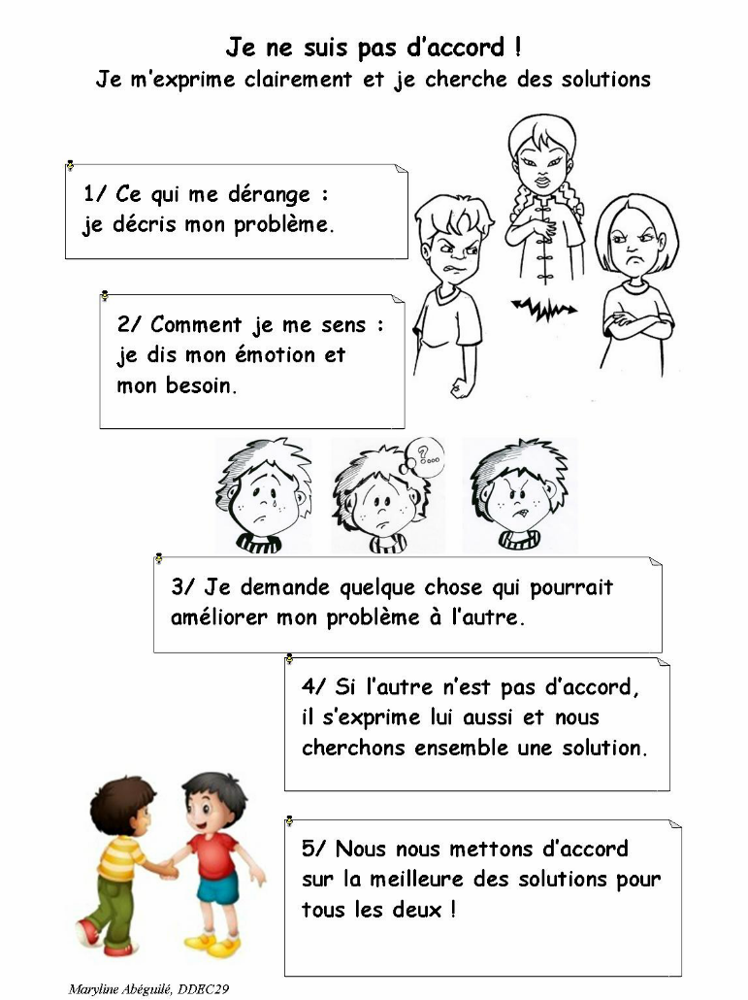 Je ne suis pas d'accord !
Je m'exprime clairement et je cherche des solutions
1/ Ce qui me dérange :
je décris mon problème.
2/ Comment je me sens :
je dis mon émotion et
mon besoin.
?...
3/ Je demande quelque chose qui pourrait
améliorer mon problème à l'autre.
4/ Si l'autre n'est pas d'accord,
il s'exprime lui aussi et nous
cherchons ensemble une solution.
5/ Nous nous mettons d'accord
sur la meilleure des solutions pour
tous les deux !
Maryline Abéguilé, DDEC29